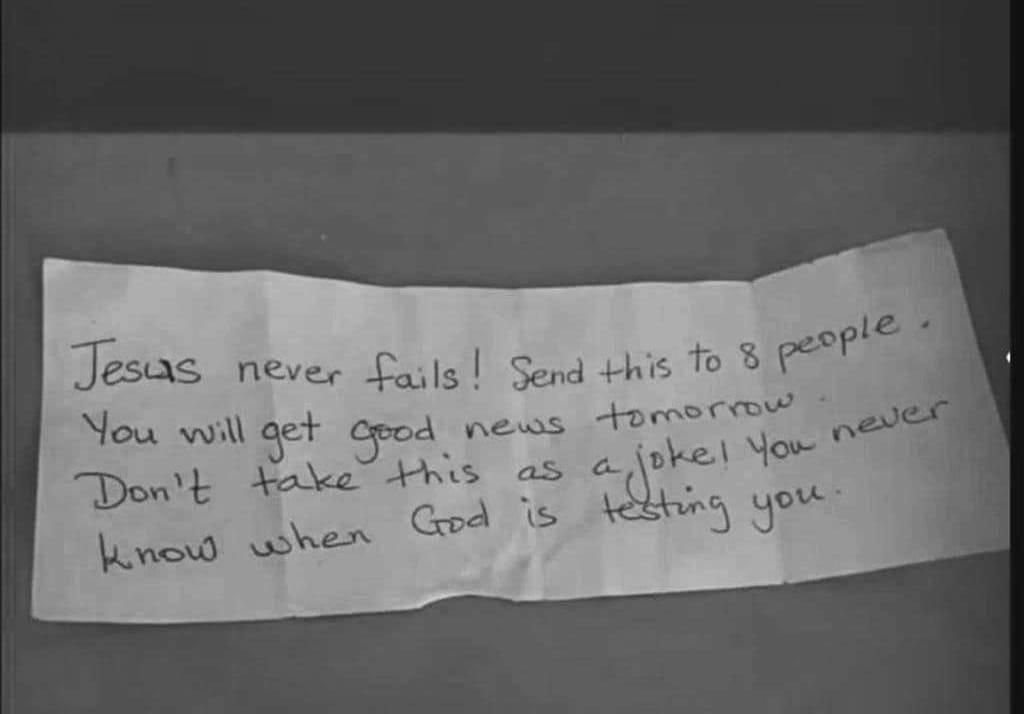 Jesus never fails! Send this to 8 people.
You will get good news tomorrow.
Don't take this as a joke! You never
know when God is testing you.